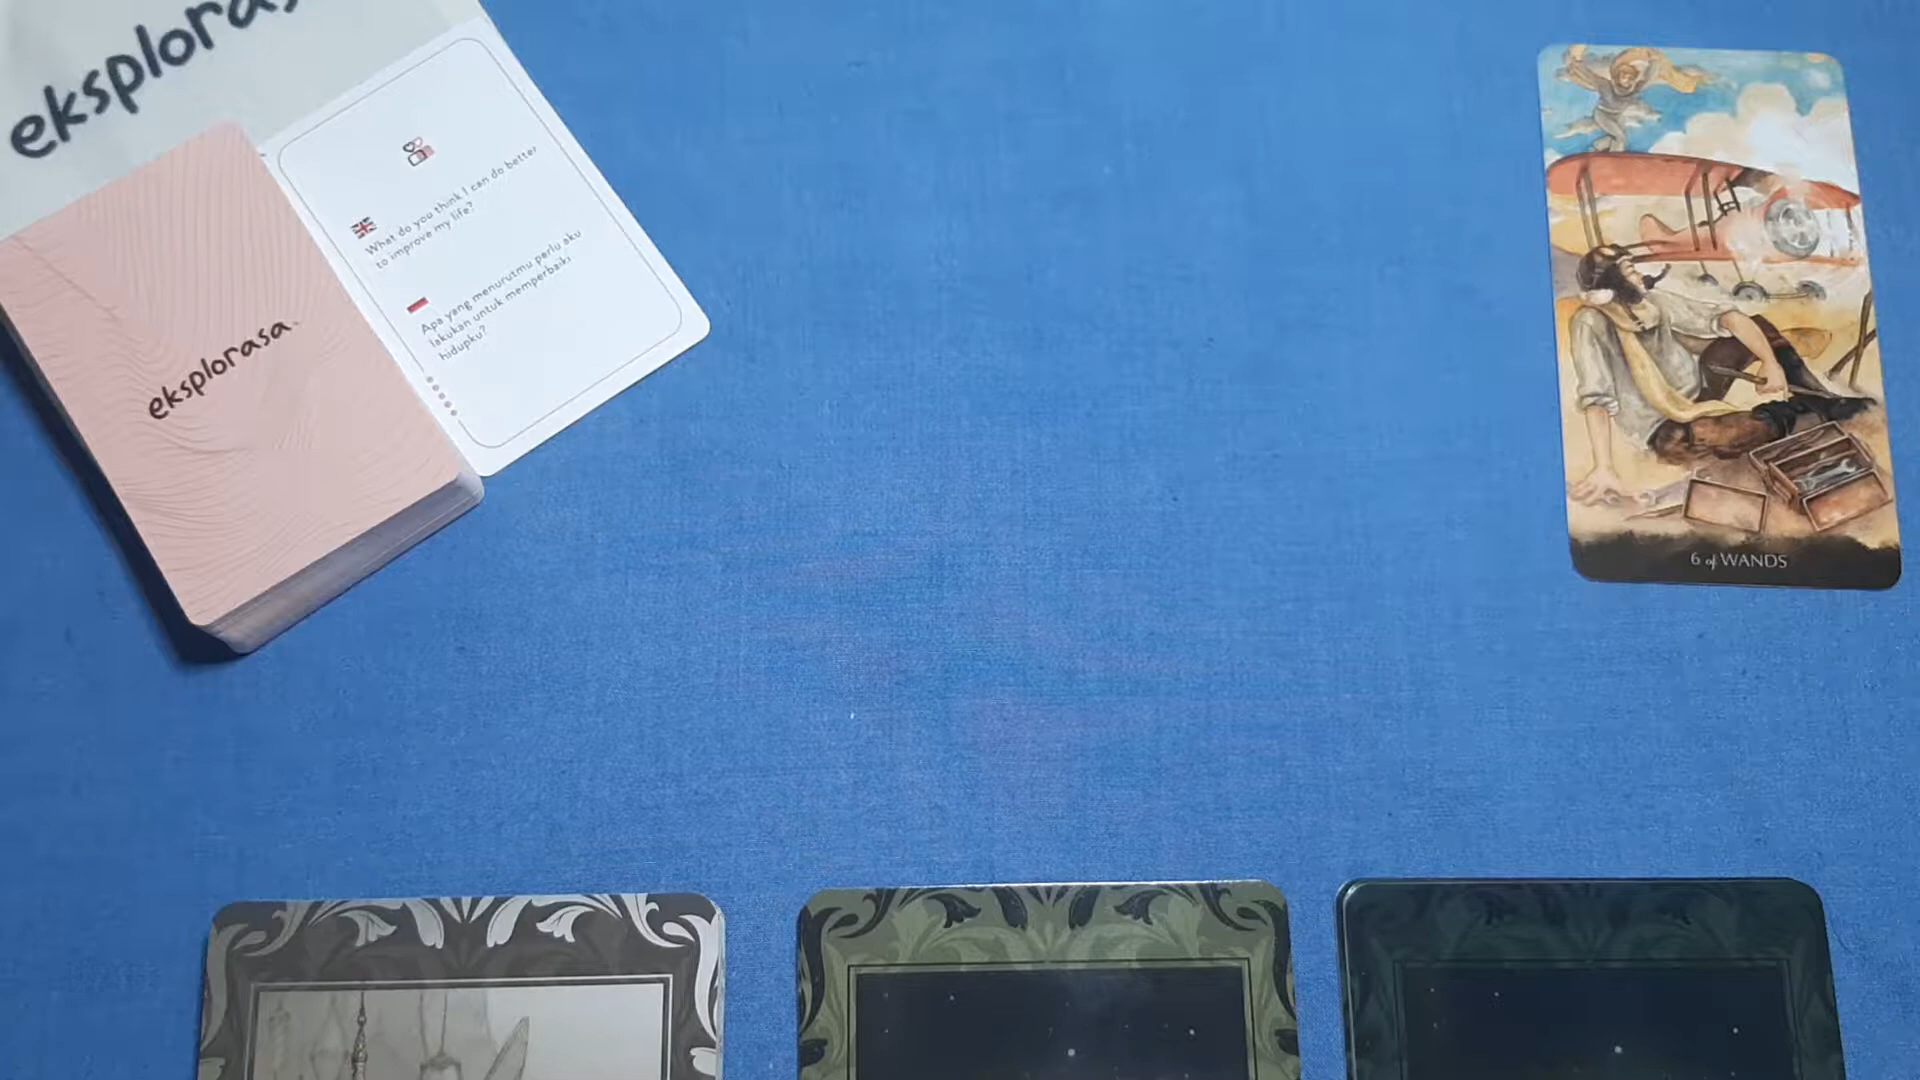 eksploras
What do you think I can do better
to improve my life?
Apa yang menurutmu perlu aku
lakukan untuk memperbaiki
hidupku?
eksplorasa.
6 of WANDS